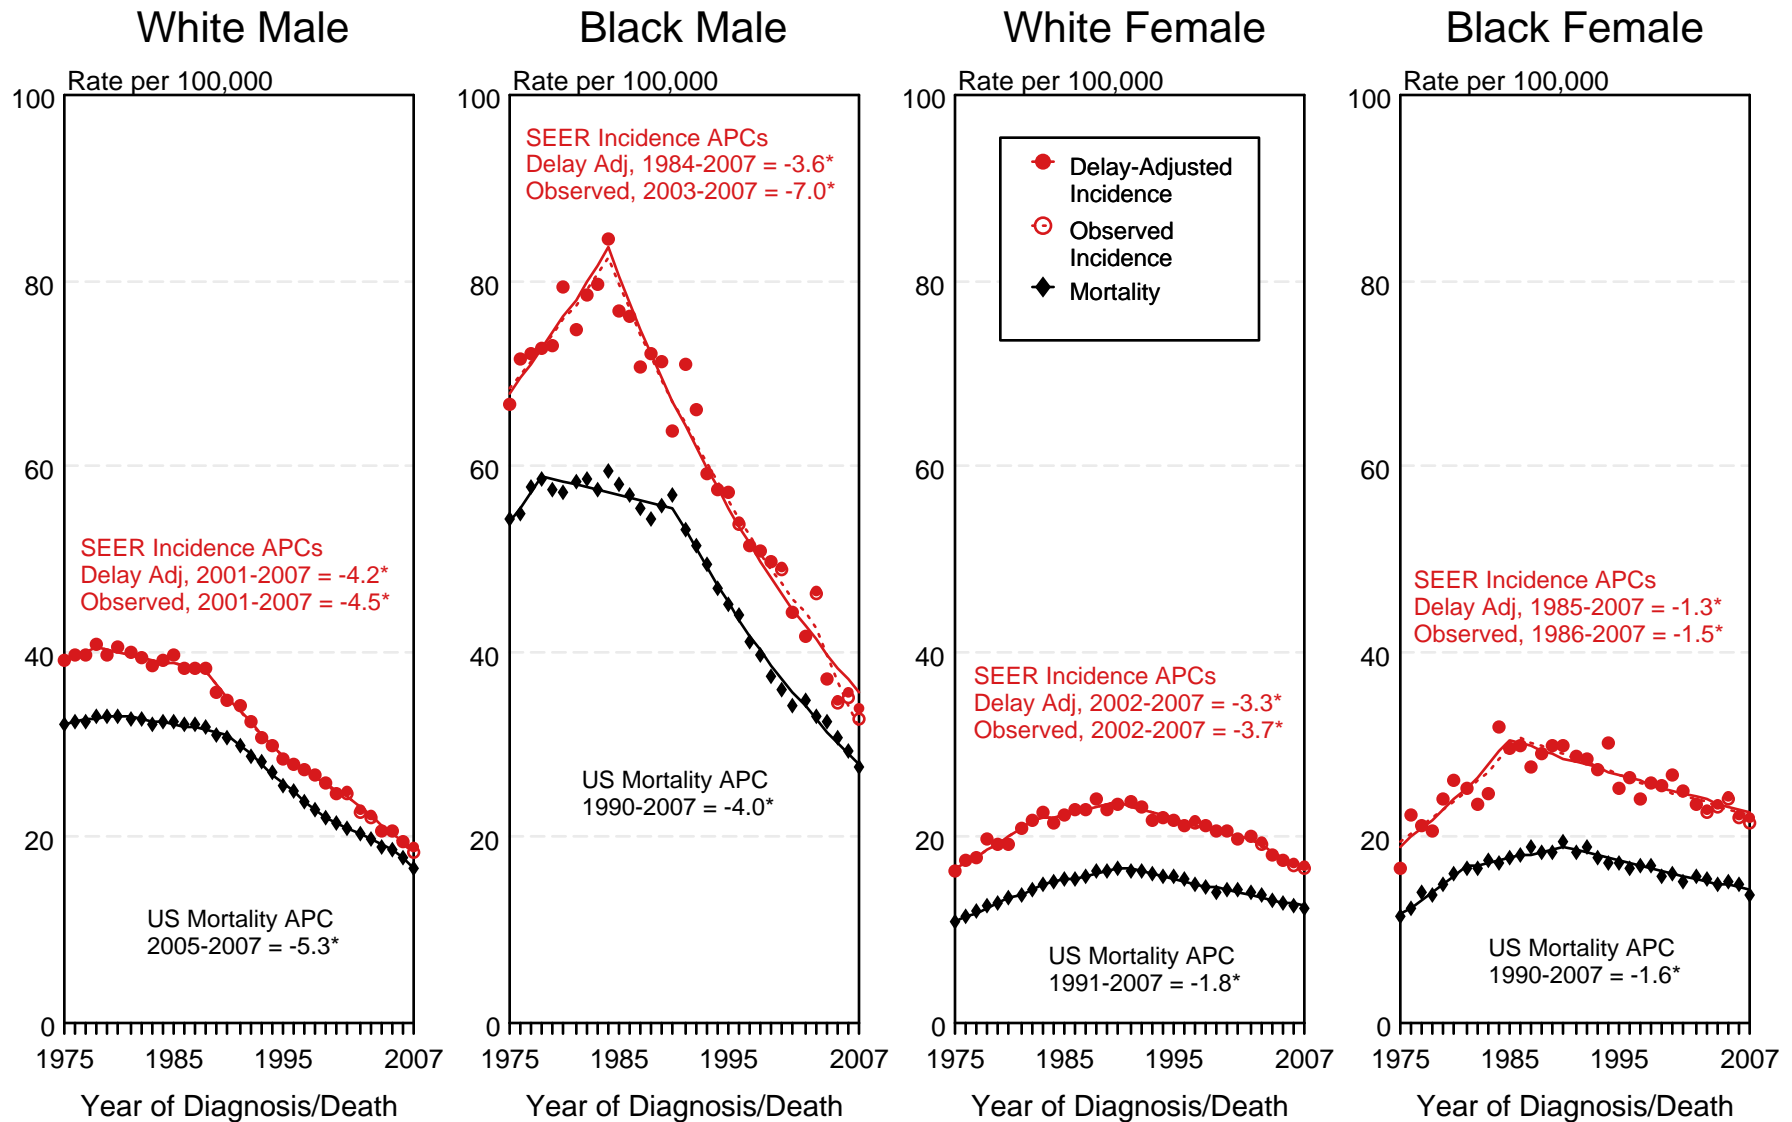 White Male
Rate per 100,000
100
80
60
40
20
0
SEER Incidence APCs
Delay Adj, 2001-2007 = -4.2*
Observed, 2001-2007 = -4.5*
US Mortality APC
2005-2007 = -5.3*
1975
1985
1995
2007
Year of Diagnosis/Death
Black Male
Rate per 100,000
100
80
60
40
20
0
SEER Incidence APCs
Delay Adj, 1984-2007 = -3.6*
Observed, 2003-2007 = -7.0*
US Mortality APC
1990-2007 = -4.0*
1975
1985
1995
2007
Year of Diagnosis/Death
White Female
Rate per 100,000
100
80
60
40
20
0
Delay-Adjusted
Incidence
Observed
Incidence
Mortality
SEER Incidence APCs
Delay Adj, 2002-2007 = -3.3*
Observed, 2002-2007 = -3.7*
US Mortality APC
1991-2007 = -1.8*
1975
1985
1995
2007
Year of Diagnosis/Death
Black Female
Rate per 100,000
100
80
60
40
20
0
SEER Incidence APCs
Delay Adj, 1985-2007 = -1.3*
Observed, 1986-2007 = -1.5*
US Mortality APC
1990-2007 = -1.6*
1975
1985
1995
2007
Year of Diagnosis/Death